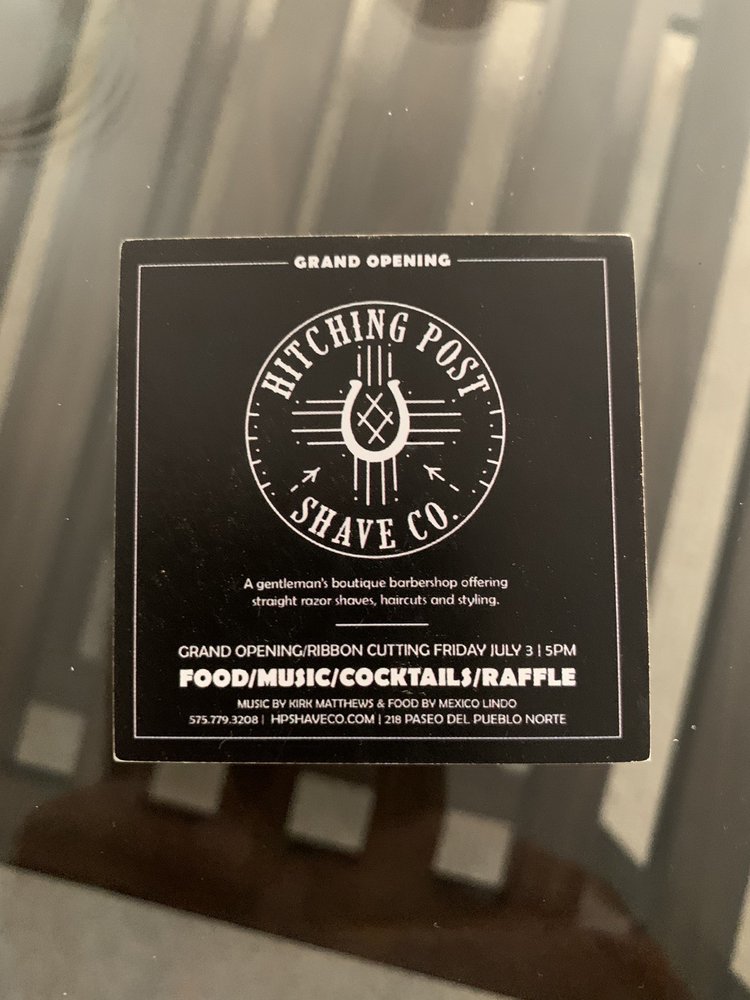 GRAND OPENING
HITCHING POST
SHAVE CO.
A gentleman's boutique barbershop offering
straight razor shaves, haircuts and styling.
GRAND OPENING/RIBBON CUTTING FRIDAY JULY 3 | 5PM
FOOD/MUSIC/COCKTAILS/RAFFLE
MUSIC BY KIRK MATTHEWS & FOOD BY MEXICO LINDO
575.779.3208 | HPSHAVECO.COM | 218 PASEO DEL PUEBLO NORTE